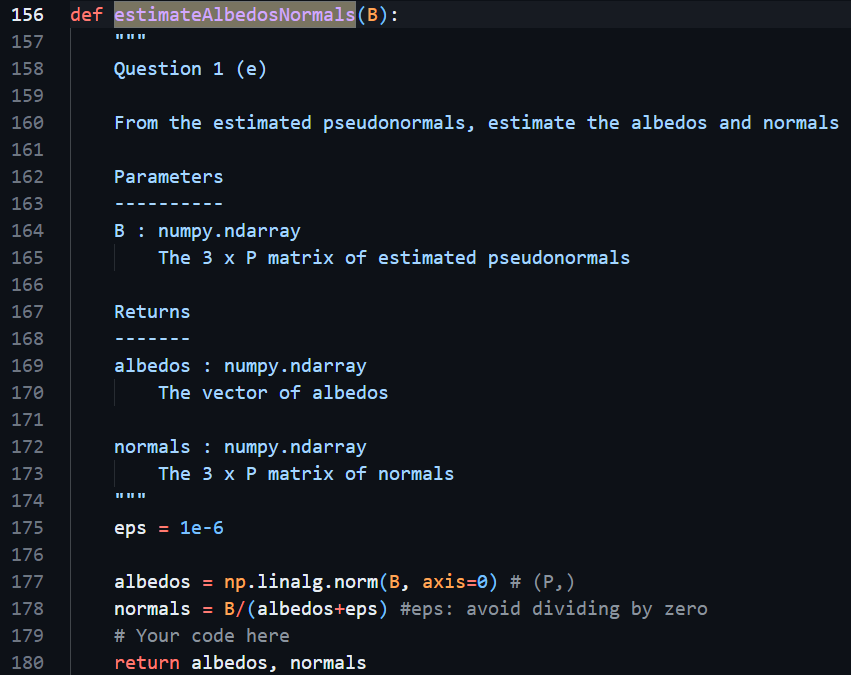 156 def estimateAlbedosNormals(B):
157     """
158     Question 1 (e)
159
160     From the estimated pseudonormals, estimate the albedos and normals
161
162     Parameters
163     ----------
164     B : numpy.ndarray
165         The 3 x P matrix of estimated pseudonormals
166
167     Returns
168     -------
169     albedos : numpy.ndarray
170         The vector of albedos
171
172     normals : numpy.ndarray
173         The 3 x P matrix of normals
174     """
175     eps = 1e-6
176
177     albedos = np.linalg.norm(B, axis=0) # (P,)
178     normals = B/(albedos+eps) #eps: avoid dividing by zero
179     # Your code here
180     return albedos, normals